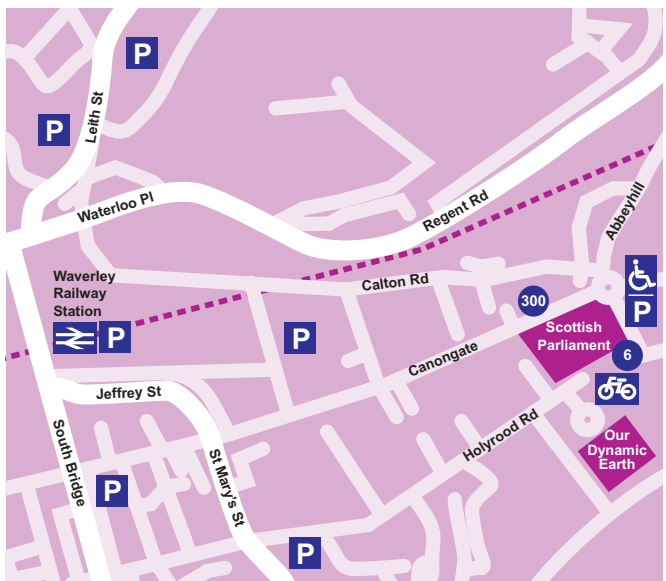 P
P
Leith St
Waterloo Pl
Regent Rd
Abbeyhill
Waverley
Railway
Station
P
Calton Rd
P
300
P
Scottish
Parliament
6
Canongate
Jeffrey St
Holyrood Rd
South Bridge
St Mary's St
Our
Dynamic
Earth
P
P